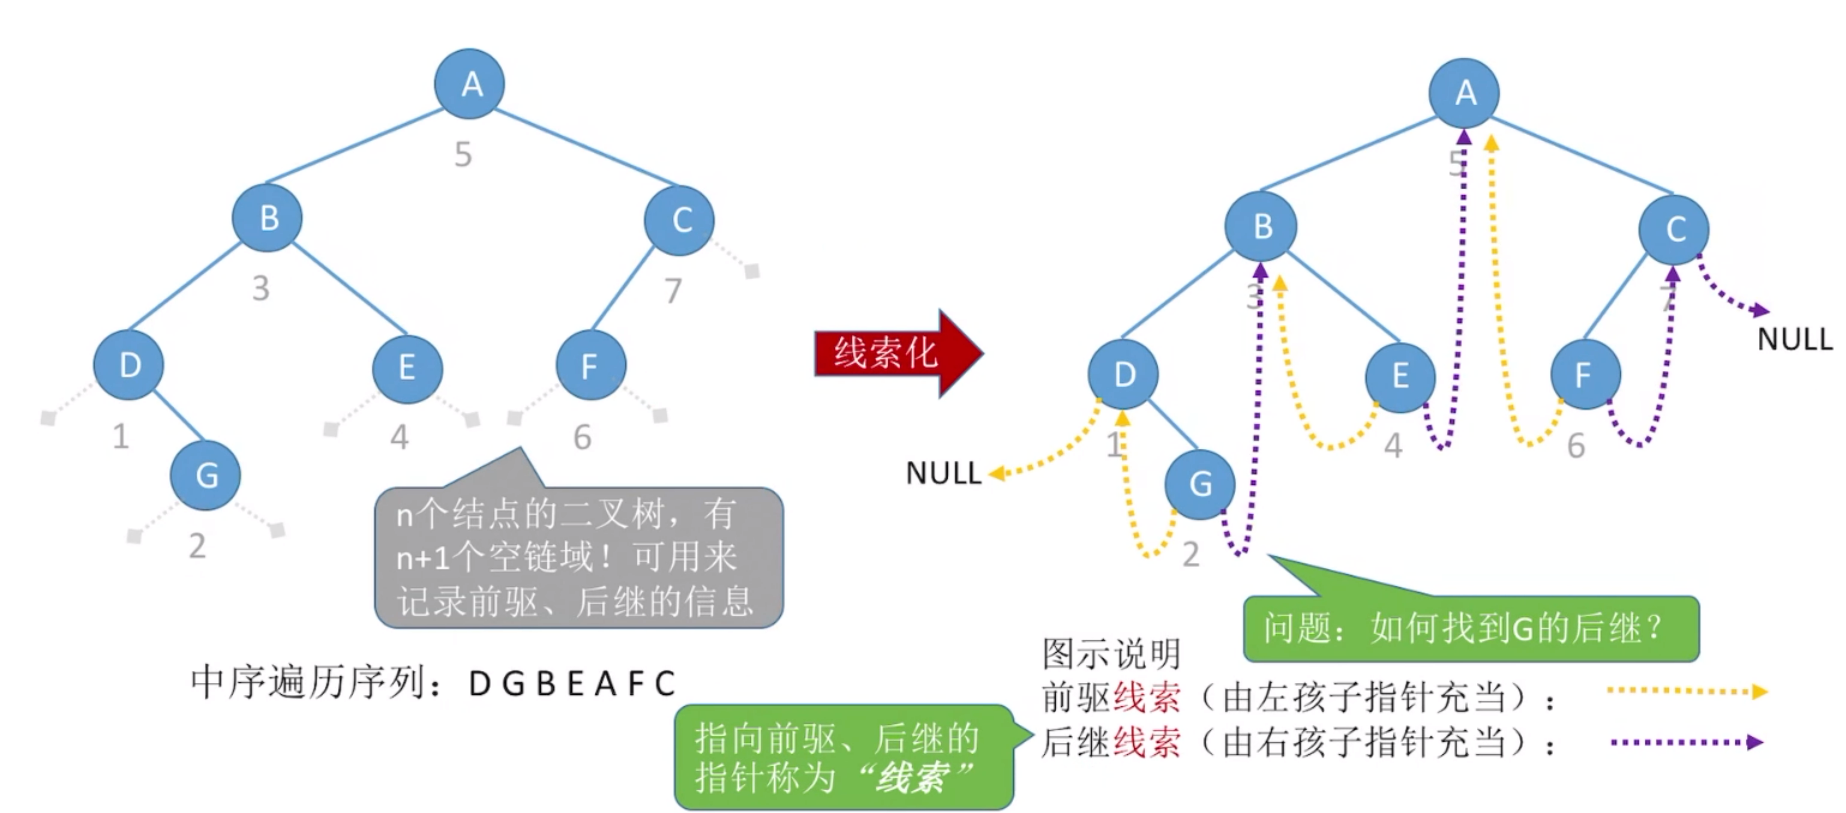 A
5
B
C
3
7
D
E
F
1
4
6
G
2
n个结点的二叉树，有
n+1个空链域！可用来
记录前驱、后继的信息
中序遍历序列：D G B E A F C
线索化
A
5
B
C
3
7
NULL
D
E
F
1
4
6
NULL
G
2
问题：如何找到G的后继？
图示说明
前驱线索（由左孩子指针充当）：
后继线索（由右孩子指针充当）：
指向前驱、后继的
指针称为“线索”